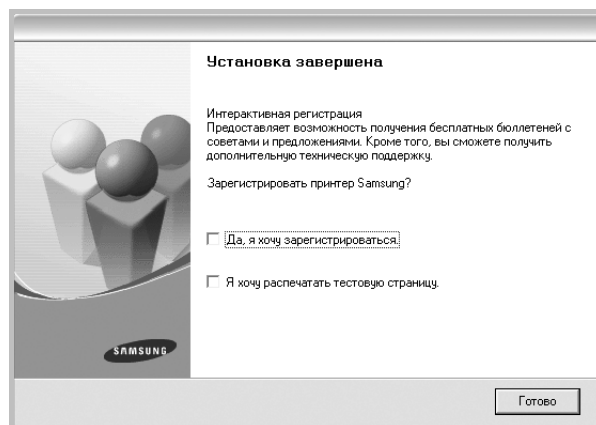 Установка завершена
Интерактивная регистрация
Предоставляет возможность получения бесплатных бюллетеней с
советами и предложениями. Кроме того, вы сможете получить
дополнительную техническую поддержку.
Зарегистрировать принтер Samsung?
Да, я хочу зарегистрироваться.
Я хочу распечатать тестовую страницу.
SAMSUNG
Готово